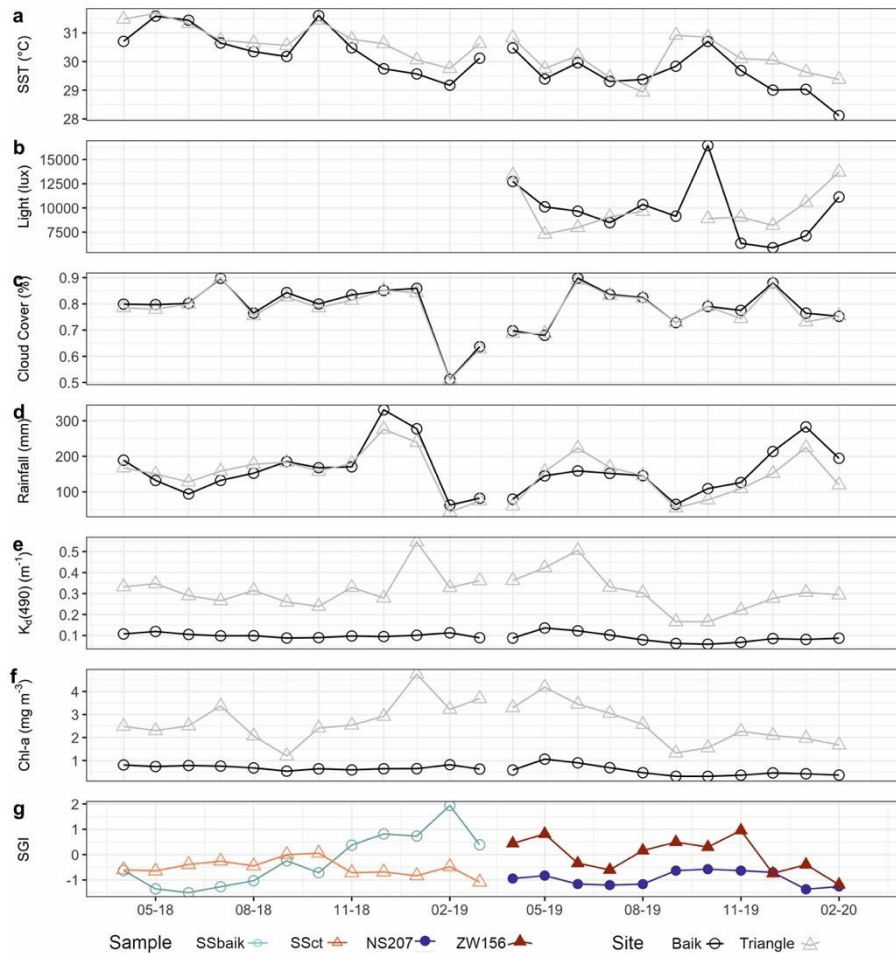 a
SST (°C)
31
30
29
28
b
Light (lux)
15000
12500
10000
7500
c
Cloud Cover (%)
0.9
0.8
0.7
0.6
0.5
d
Rainfall (mm)
300
200
100
e
Kd(490) (m-1)
0.5
0.4
0.3
0.2
0.1
f
Chl-a (mg m-3)
4
3
2
1
g
SGI
2
1
0
-1
05-18 08-18 11-18 02-19 05-19 08-19 11-19 02-20
Sample SSbaik SSct NS207 ZW156 Site Baik Triangle